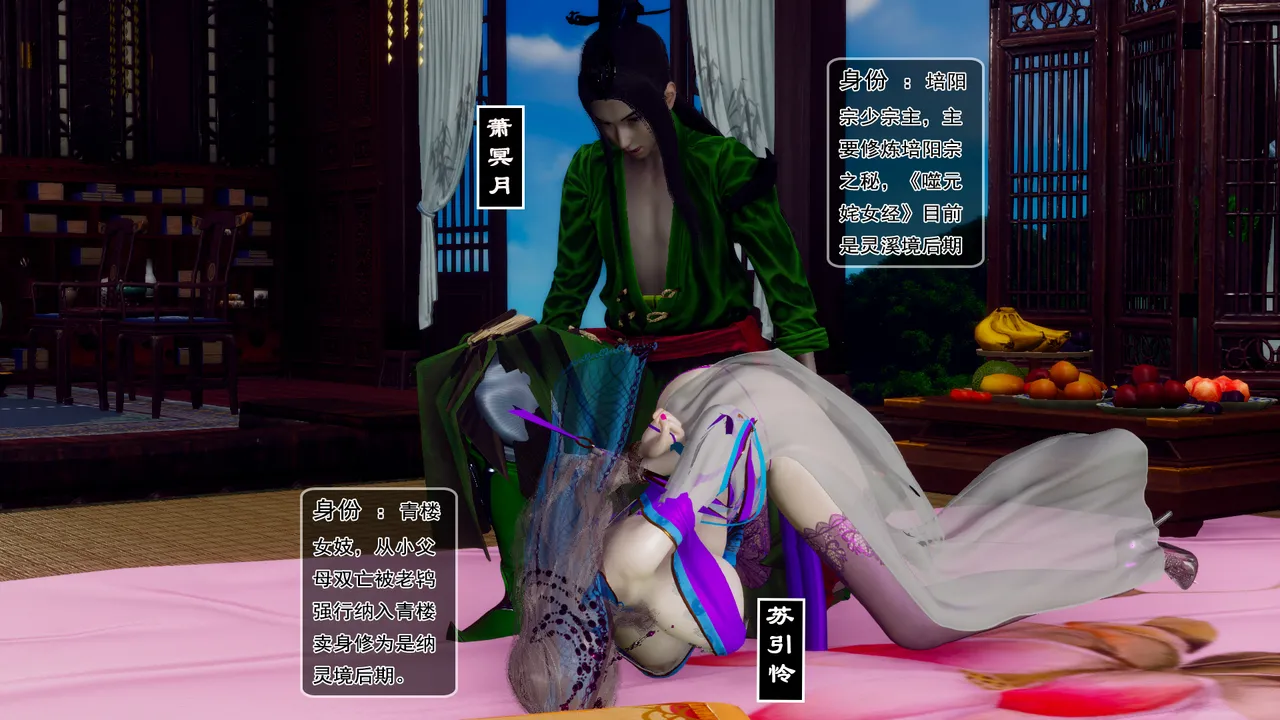 萧冥月
身份 : 培阳
宗少宗主，主
要修炼培阳宗
之秘，《噬元
姹女经》目前
是灵溪境后期
身份 : 青楼
女妓，从小父
母双亡被老鸨
强行纳入青楼
卖身修为是纳
灵境后期。
苏引怜